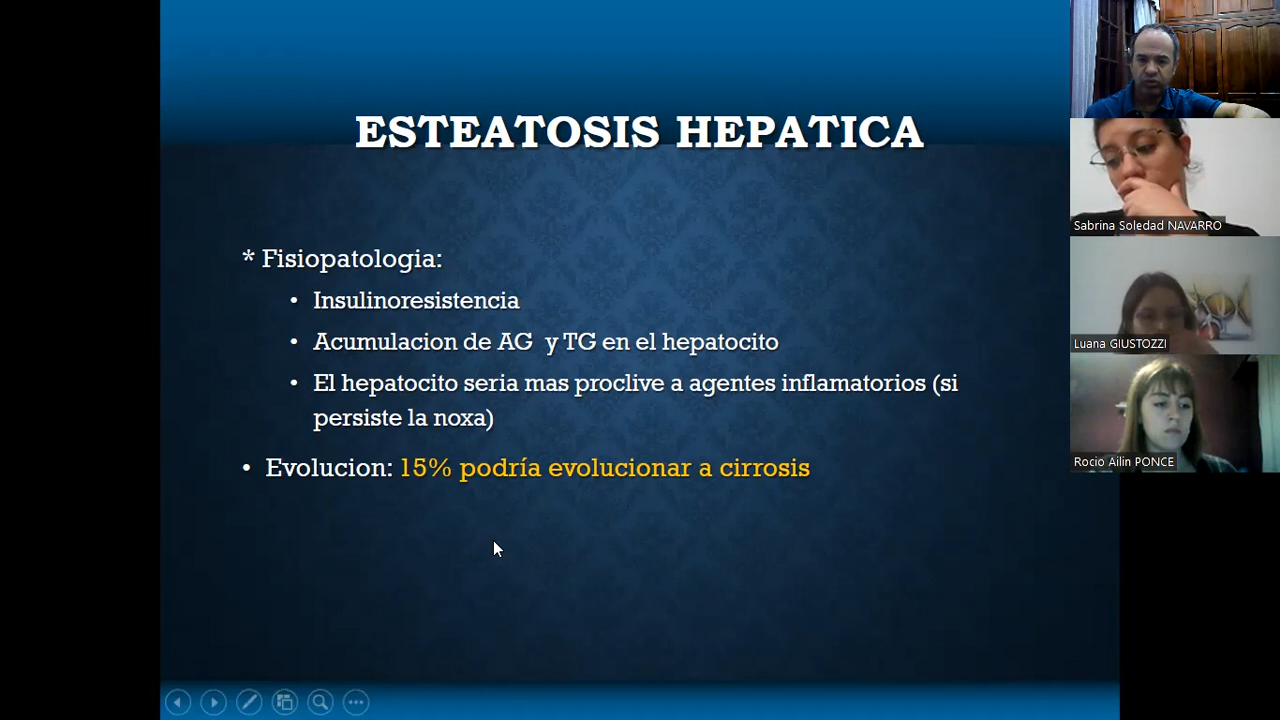 ESTEATOSIS HEPATICA
* Fisiopatologia:
• Insulinoresistencia
• Acumulacion de AG y TG en el hepatocito
• El hepatocito seria mas proclive a agentes inflamatorios (si
persiste la noxa)
• Evolucion: 15% podría evolucionar a cirrosis
Sabrina Soledad NAVARRO
Luana GIUSTOZZI
Rocio Ailin PONCE